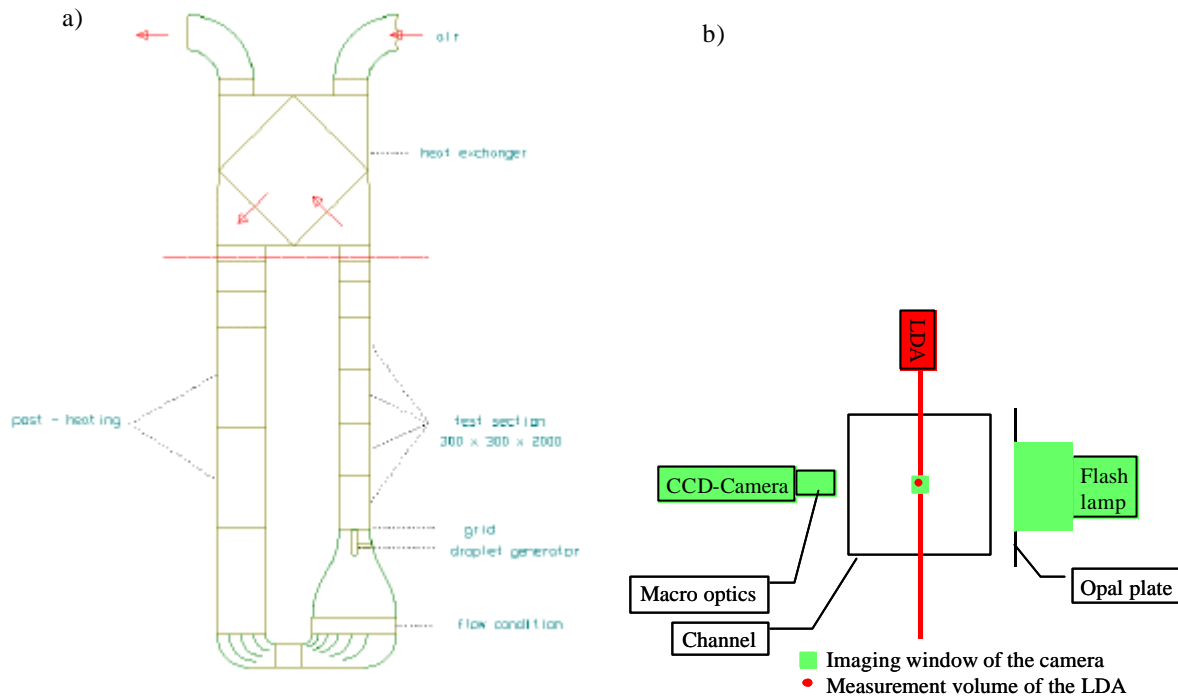 a)
b)
air
heat exchanger
post - heating
test section
300 x 300 x 2000
grid
droplet generator
flow condition
LDA
CCD-Camera
Flash
lamp
Macro optics
Opal plate
Channel
Imaging window of the camera
Measurement volume of the LDA